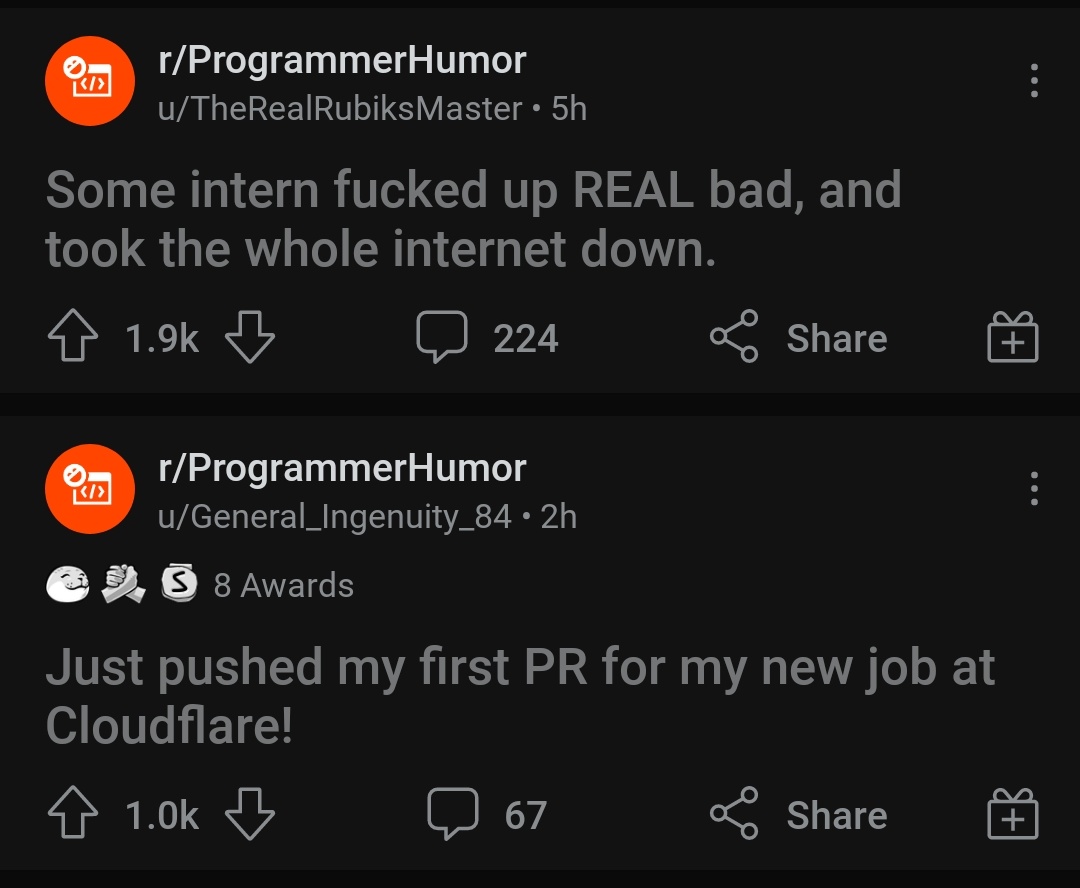 r/ProgrammerHumor
u/TheRealRubiksMaster • 5h
Some intern fucked up REAL bad, and
took the whole internet down.
1.9k 224 Share
r/ProgrammerHumor
u/General_Ingenuity_84 • 2h
S 8 Awards
Just pushed my first PR for my new job at
Cloudflare!
1.0k 67 Share